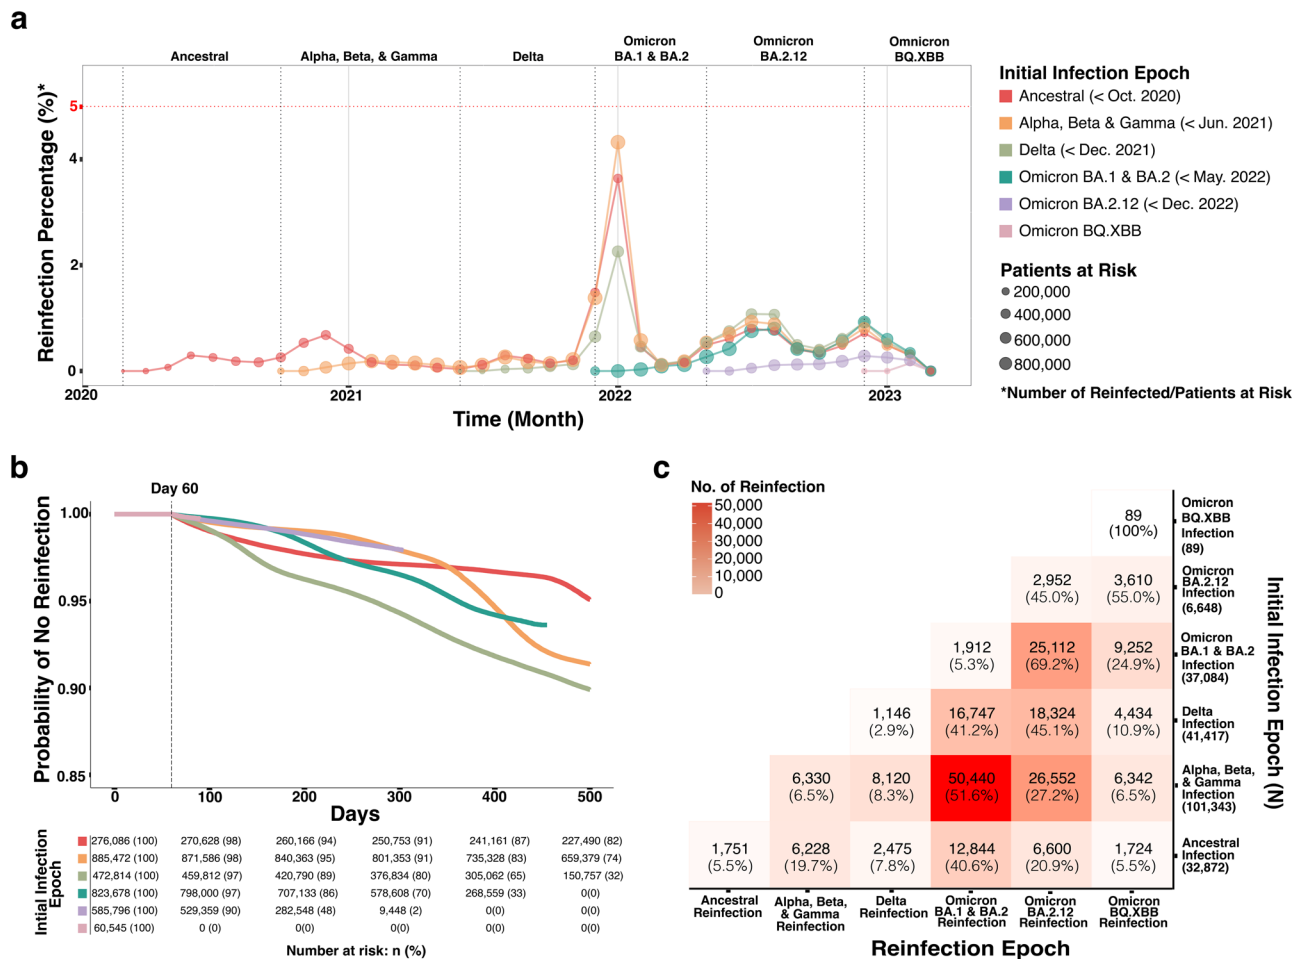 a
Ancestral
Alpha, Beta, & Gamma
Delta
Omicron
BA.1 & BA.2
Omnicron
BA.2.12
Omnicron
BQ.XBB
Reinfection Percentage (%)*
5
4
2
0
2020
2021
2022
2023
Time (Month)
Initial Infection Epoch
Ancestral (< Oct. 2020)
Alpha, Beta & Gamma (< Jun. 2021)
Delta (< Dec. 2021)
Omicron BA.1 & BA.2 (< May. 2022)
Omicron BA.2.12 (< Dec. 2022)
Omicron BQ.XBB
Patients at Risk
200,000
400,000
600,000
800,000
*Number of Reinfected/Patients at Risk
b
Day 60
Probability of No Reinfection
1.00
0.95
0.90
0.85
0 100 200 300 400 500
Days
Intial Infection
Epoch
276,086 (100) 270,628 (98) 260,166 (94) 250,753 (91) 241,161 (87) 227,490 (82)
885,472 (100) 871,586 (98) 840,363 (95) 801,353 (91) 735,328 (83) 659,379 (74)
472,814 (100) 459,812 (97) 420,790 (89) 376,834 (80) 305,062 (65) 150,757 (32)
823,678 (100) 798,000 (97) 707,133 (86) 578,608 (70) 268,559 (33) 0(0)
585,796 (100) 529,359 (90) 282,548 (48) 9,448 (2) 0(0) 0(0)
60,545 (100) 0 (0) 0(0) 0(0) 0(0) 0(0)
Number at risk: n (%)
c
No. of Reinfection
50,000
40,000
30,000
20,000
10,000
0
89
(100%)
Omicron
BQ.XBB
Infection
(89)
2,952 3,610
(45.0%) (55.0%)
Omicron
BA.2.12
Infection
(6,648)
1,912 25,112 9,252
(5.3%) (69.2%) (24.9%)
Omicron
BA.1 & BA.2
Infection
(37,084)
1,146 16,747 18,324 4,434
(2.9%) (41.2%) (45.1%) (10.9%)
Delta
Infection
(41,417)
6,330 8,120 50,440 26,552 6,342
(6.5%) (8.3%) (51.6%) (27.2%) (6.5%)
Alpha, Beta,
& Gamma
Infection
(101,343)
1,751 6,228 2,475 12,844 6,600 1,724
(5.5%) (19.7%) (7.8%) (40.6%) (20.9%) (5.5%)
Ancestral
Infection
(32,872)
Initial Infection Epoch (N)
Ancestral
Reinfection
Alpha, Beta,
& Gamma
Reinfection
Delta
Reinfection
Omicron
BA.1 & BA.2
Reinfection
Omicron
BA.2.12
Reinfection
Omicron
BQ.XBB
Reinfection
Reinfection Epoch